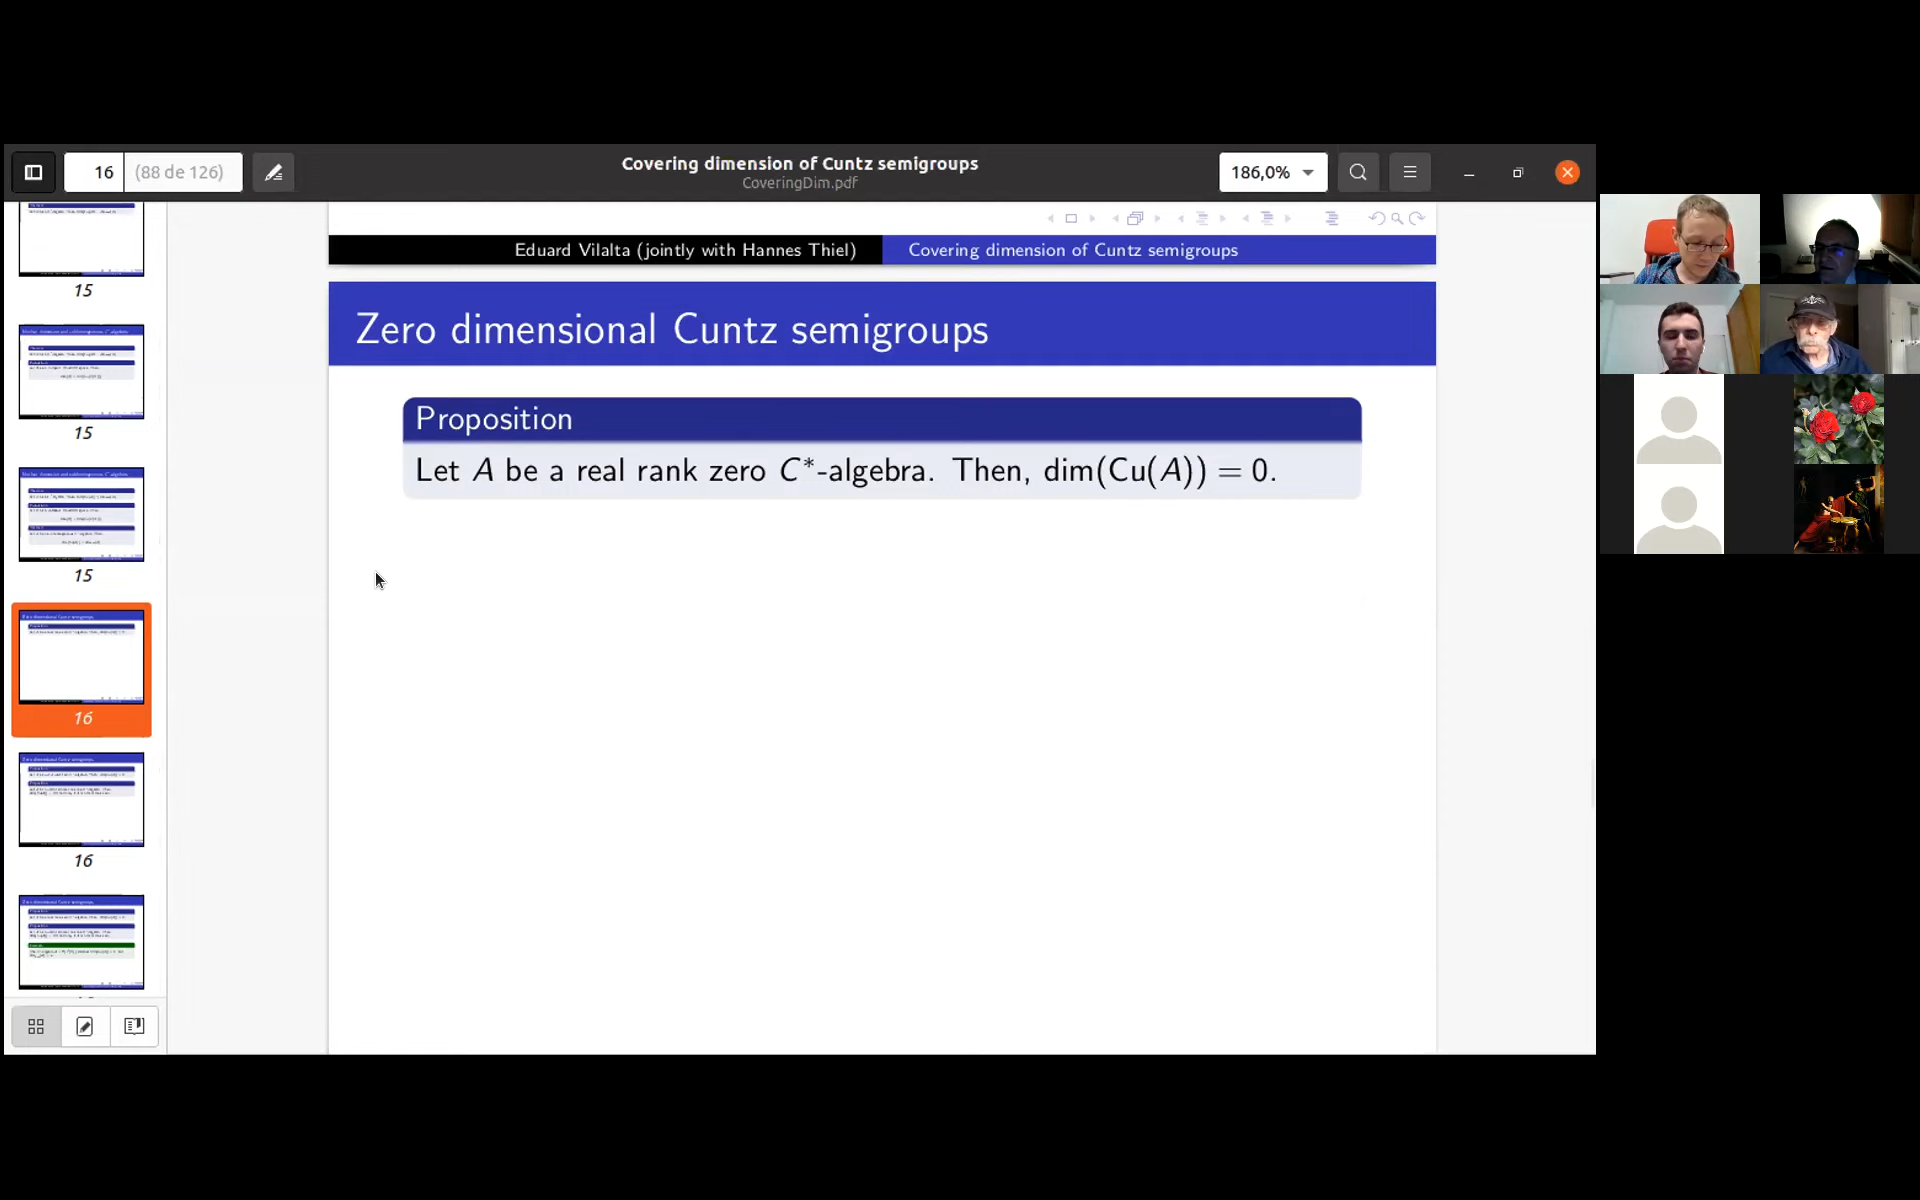 16 (88 de 126)
Covering dimension of Cuntz semigroups
CoveringDim.pdf
186,0%
Eduard Vilalta (jointly with Hannes Thiel) Covering dimension of Cuntz semigroups
Zero dimensional Cuntz semigroups
Proposition
Let A be a real rank zero C*-algebra. Then, dim(Cu(A)) = 0.
15
15
15
16
16